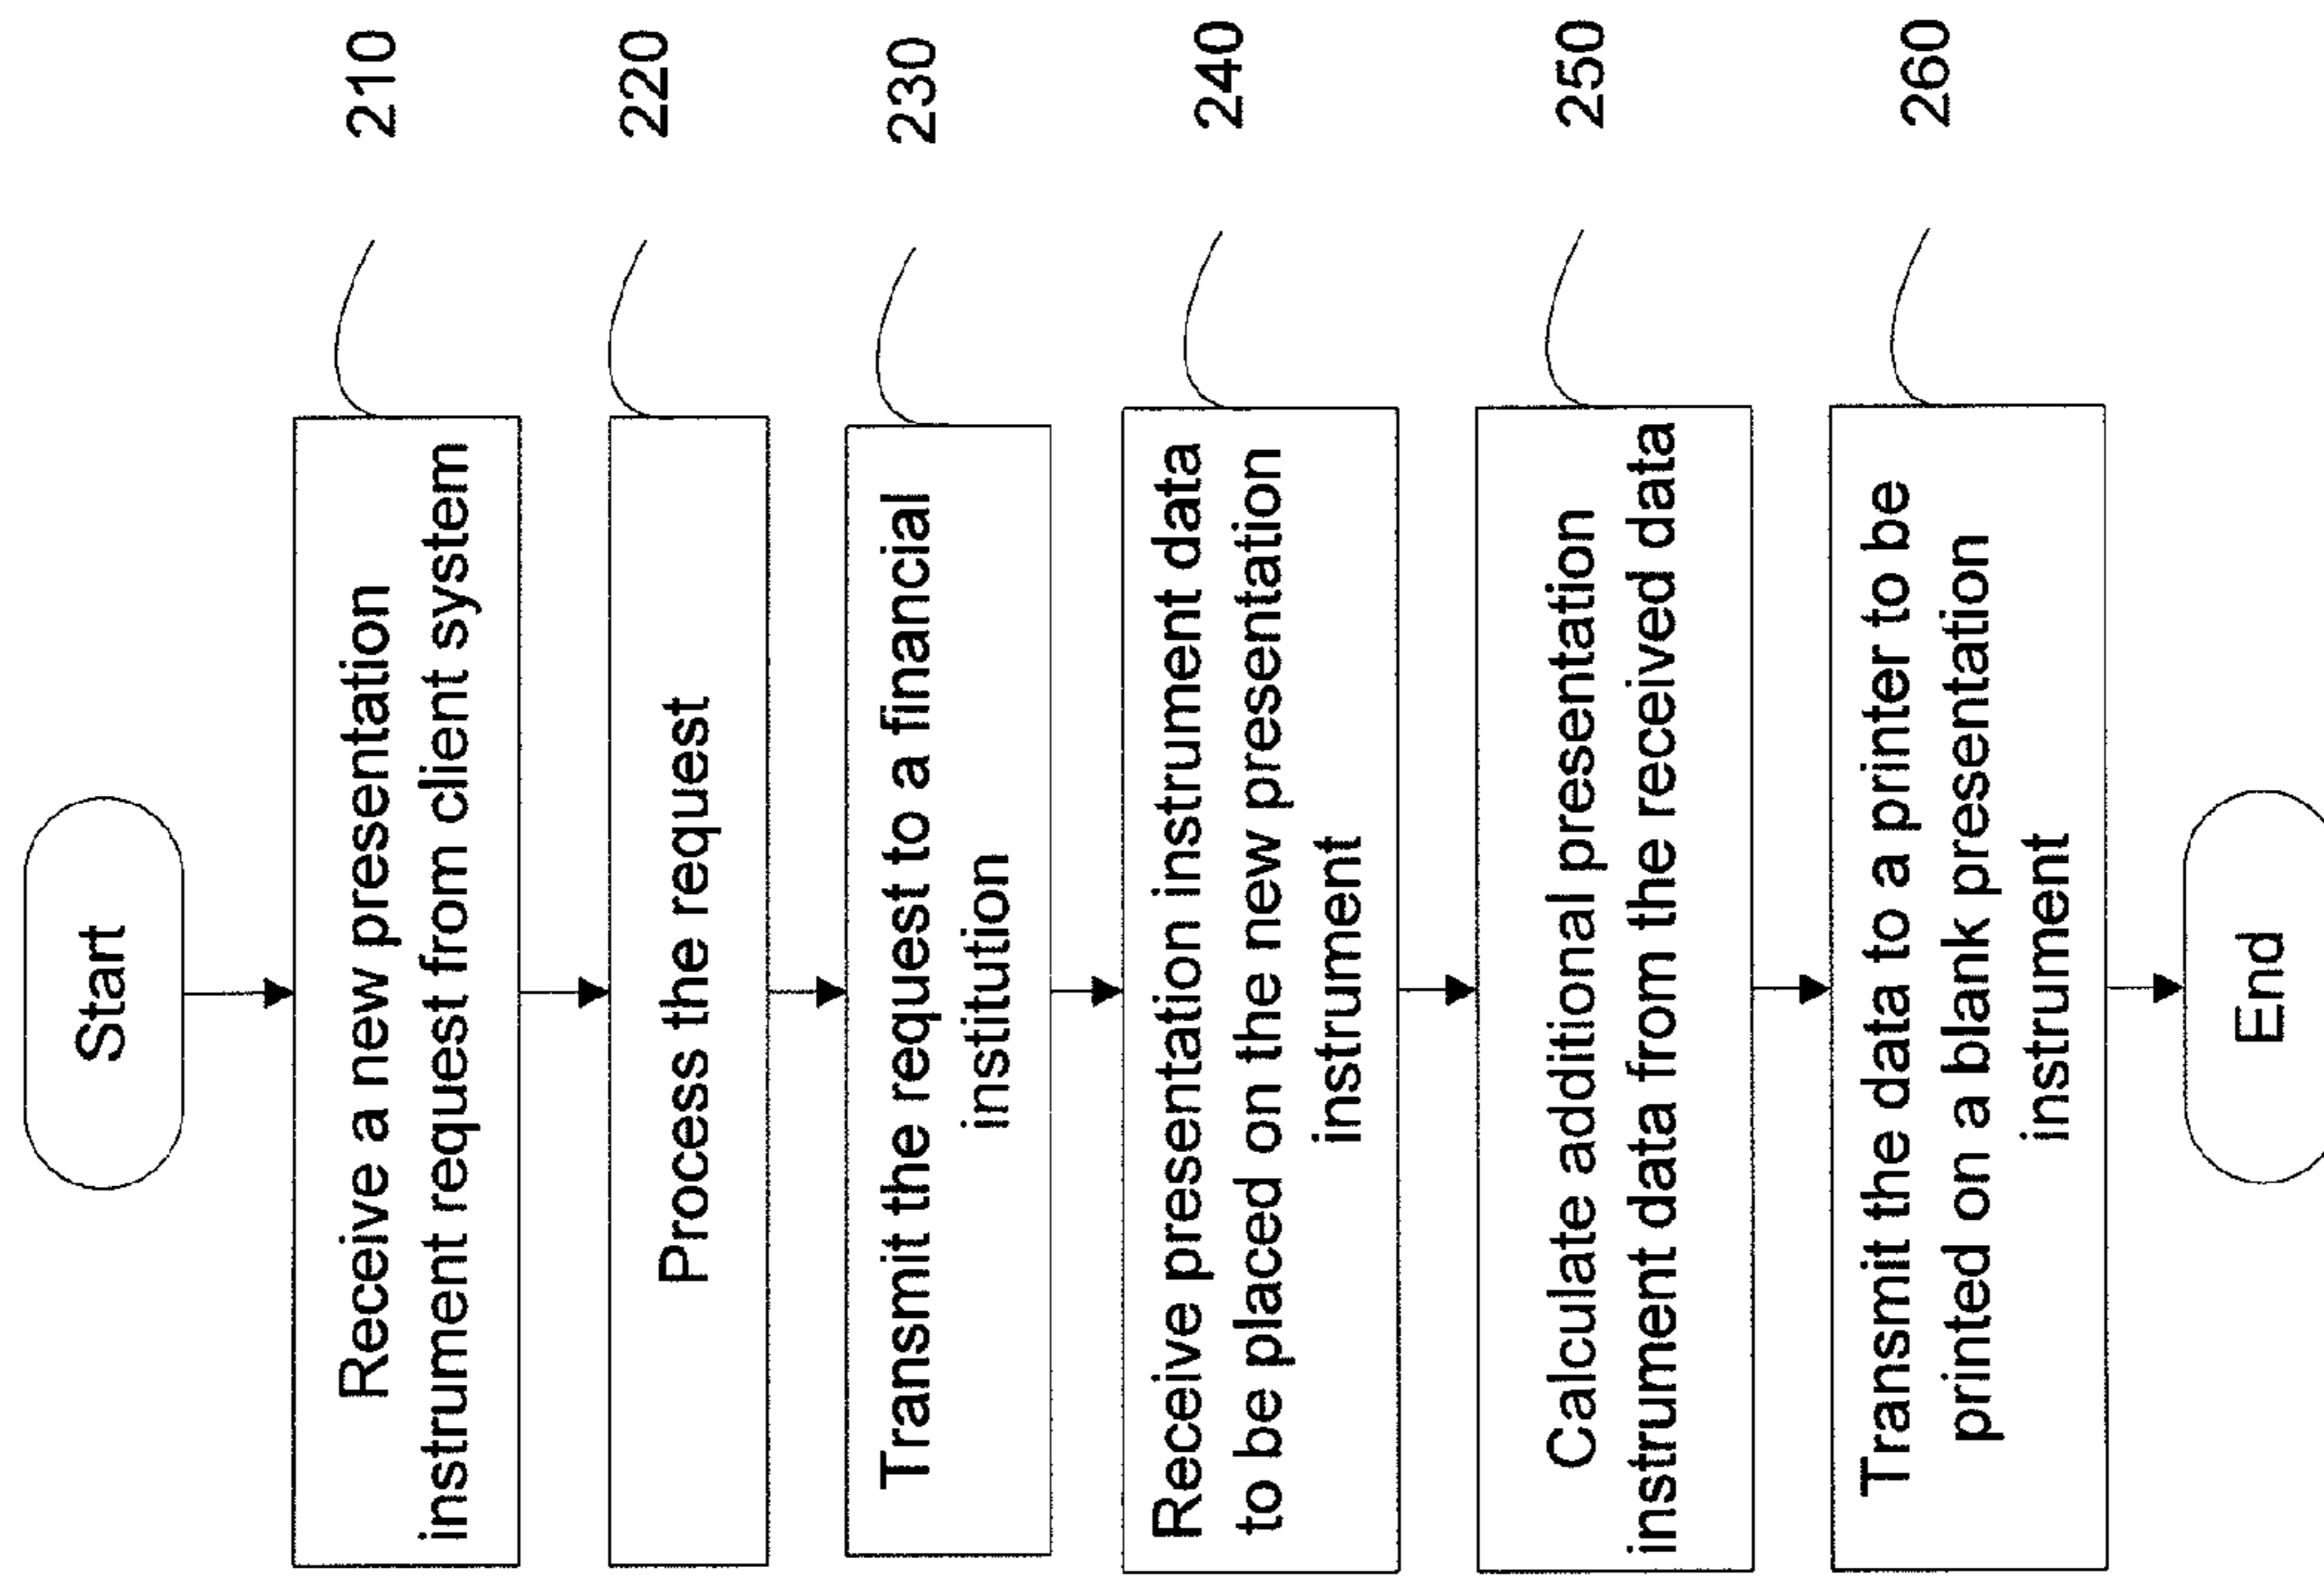 Start
Receive a new presentation
instrument request from client system
210
Process the request
220
Transmit the request to a financial
institution
230
Receive presentation instrument data
to be placed on the new presentation
instrument
240
Calculate additional presentation
instrument data from the received data
250
Transmit the data to a printer to be
printed on a blank presentation
instrument
260
End